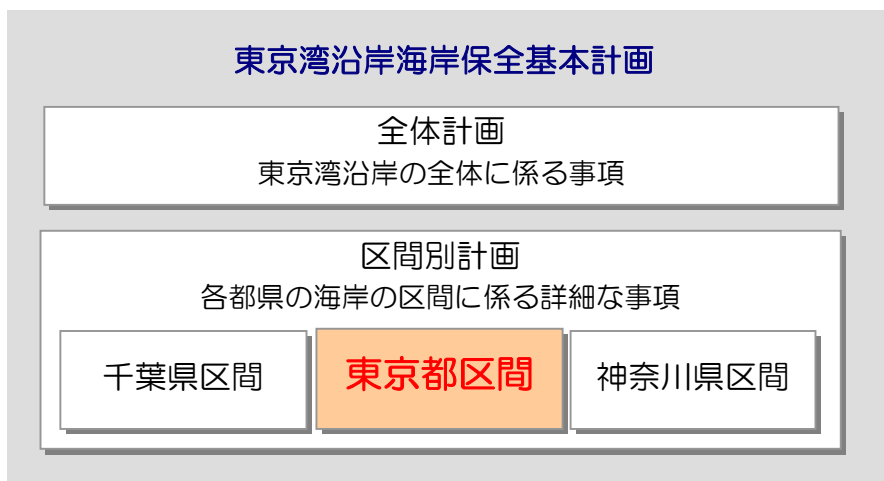 東京湾沿岸海岸保全基本計画
全体計画
東京湾沿岸の全体に係る事項
区間別計画
各都県の海岸の区間に係る詳細な事項
千葉県区間
東京都区間
神奈川県区間